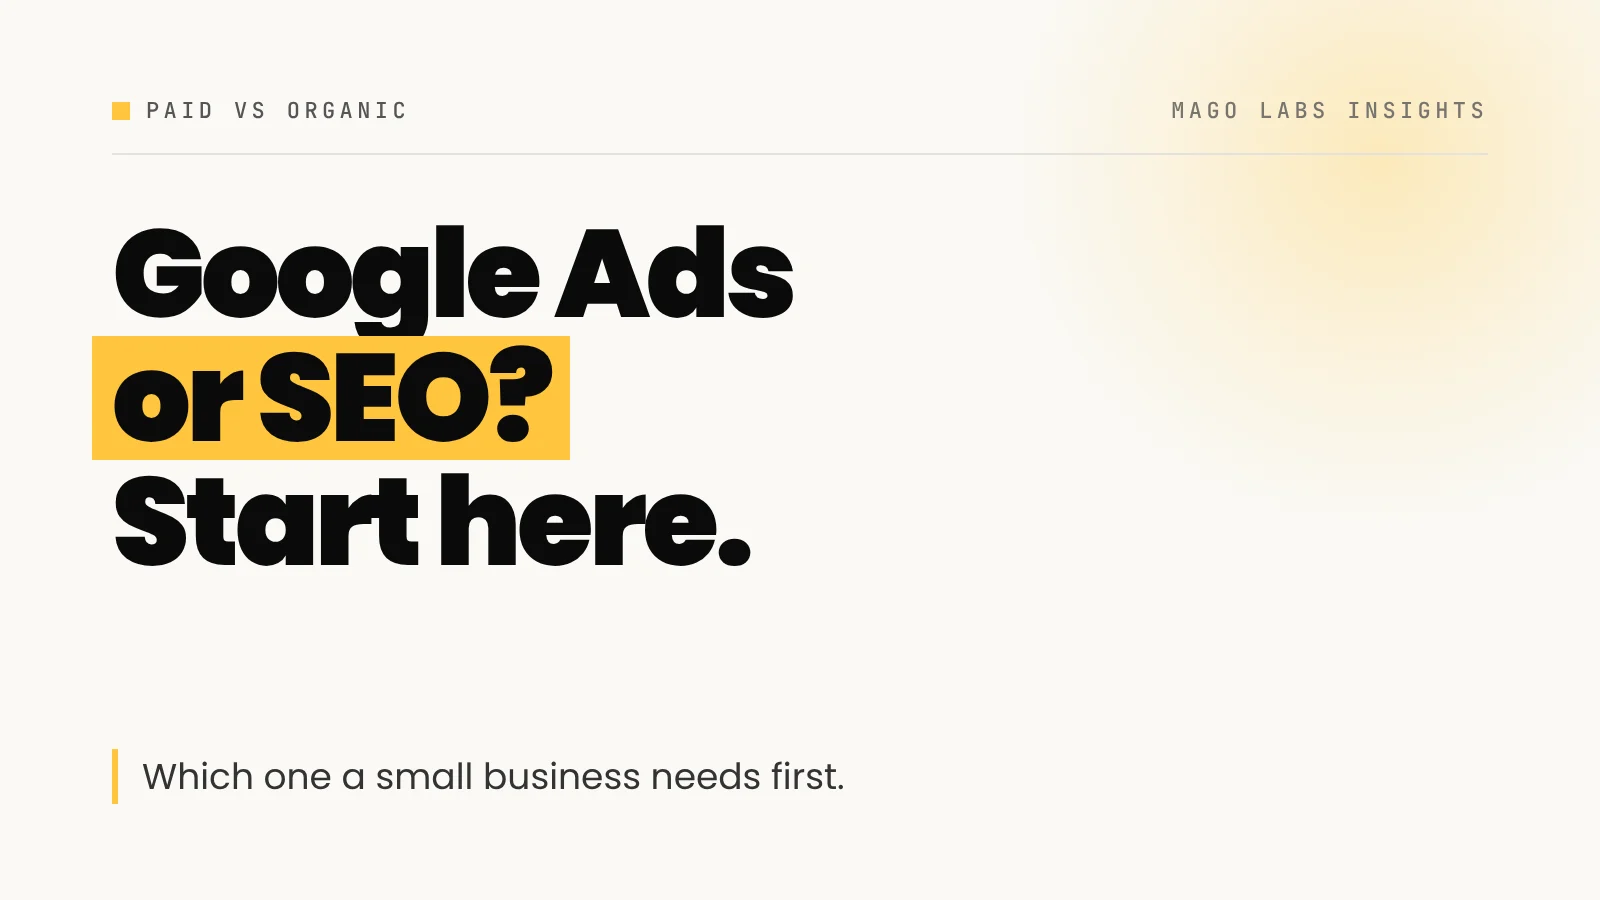 PAID VS ORGANIC
MAGO LABS INSIGHTS
Google Ads
or SEO?
Start here.
Which one a small business needs first.